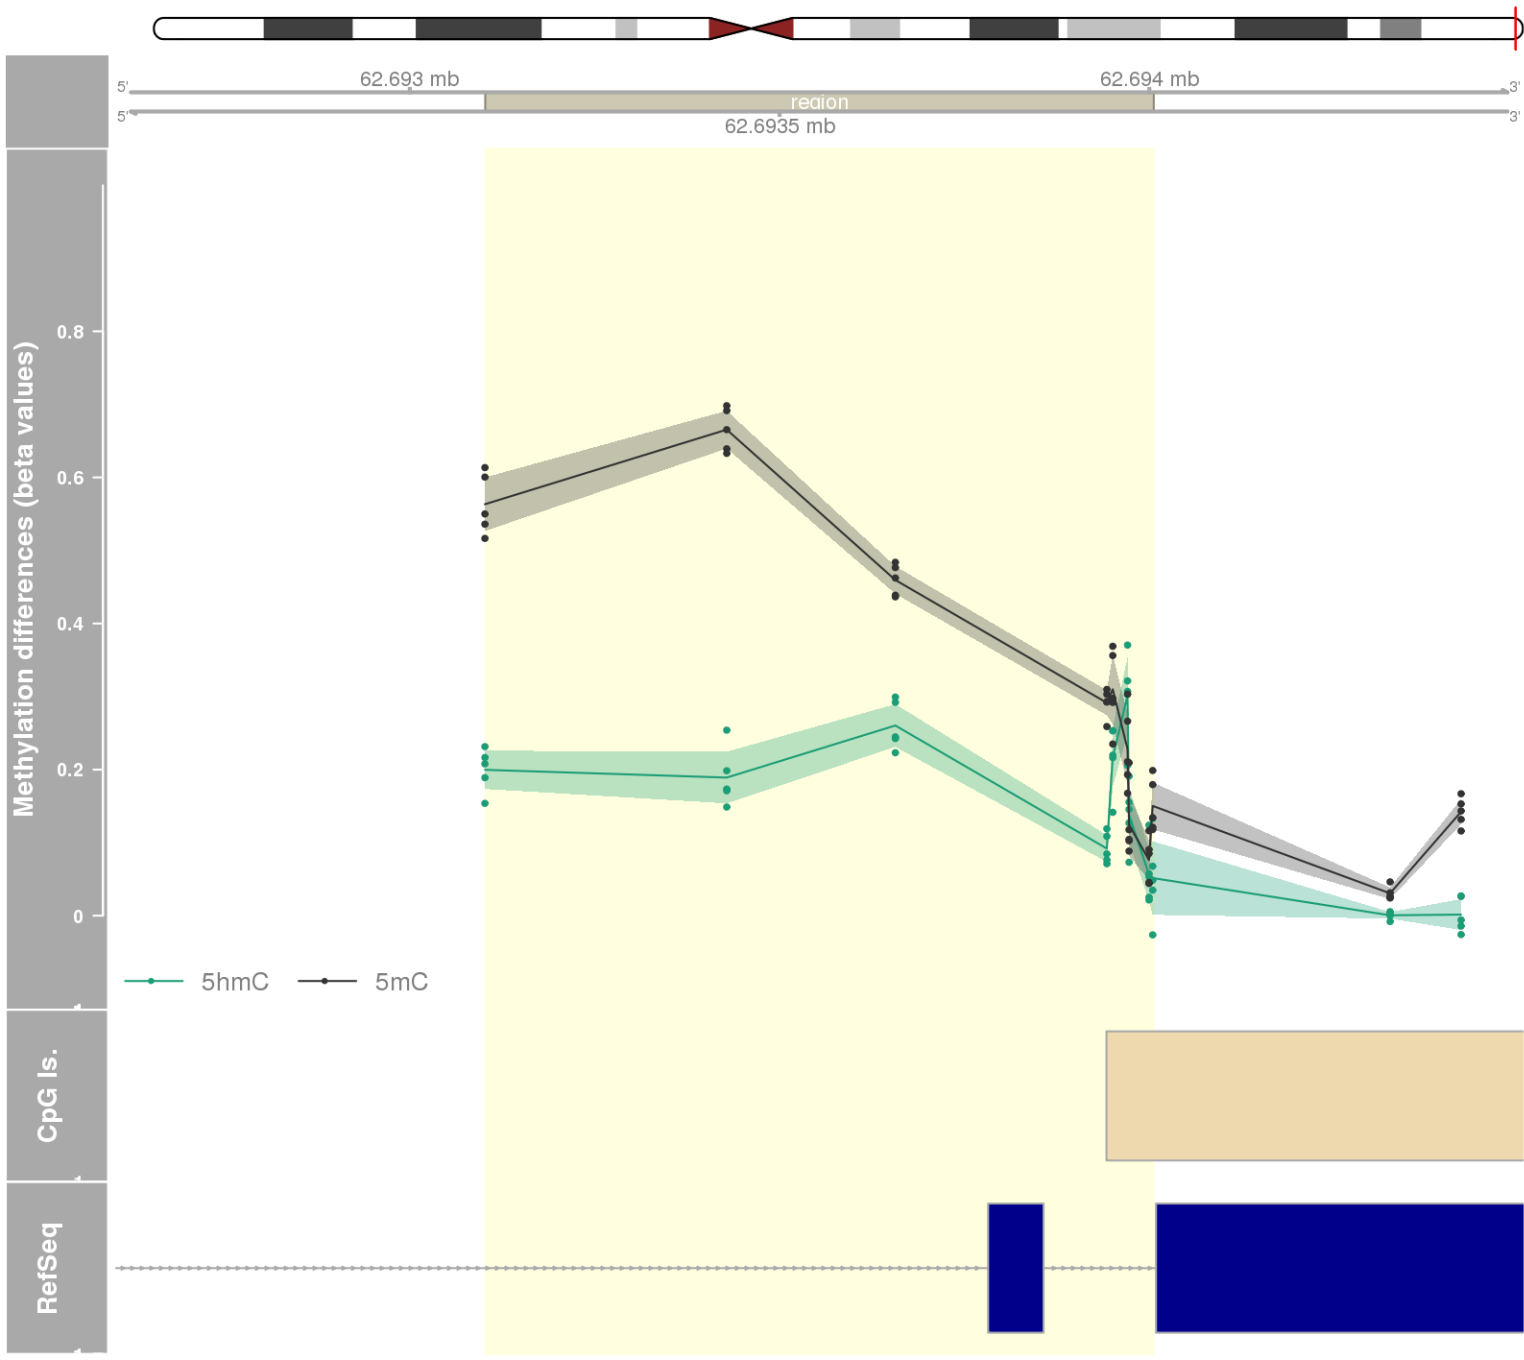 62.693 mb
62.694 mb
5'
3'
region
5'
3'
62.6935 mb
Methylation differences (beta values)
0.8
0.6
0.4
0.2
0
5hmC
5mC
CpG Is.
RefSeq